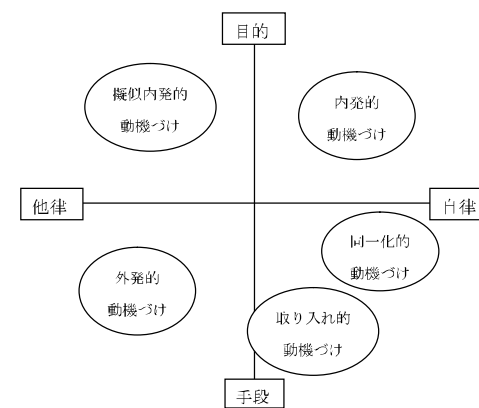 目的
擬似内発的
動機づけ
内発的
動機づけ
他律
自律
同一化的
動機づけ
外発的
動機づけ
取り入れ的
動機づけ
手段